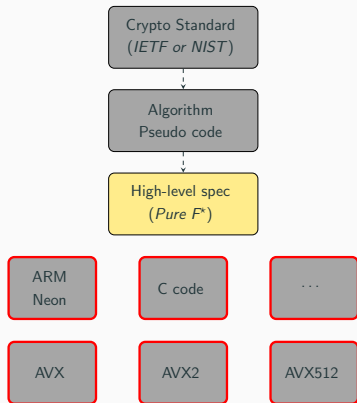 Crypto Standard
(IETF or NIST)
Algorithm
Pseudo code
High-level spec
(Pure F*)
ARM
Neon
C code
...
AVX
AVX2
AVX512